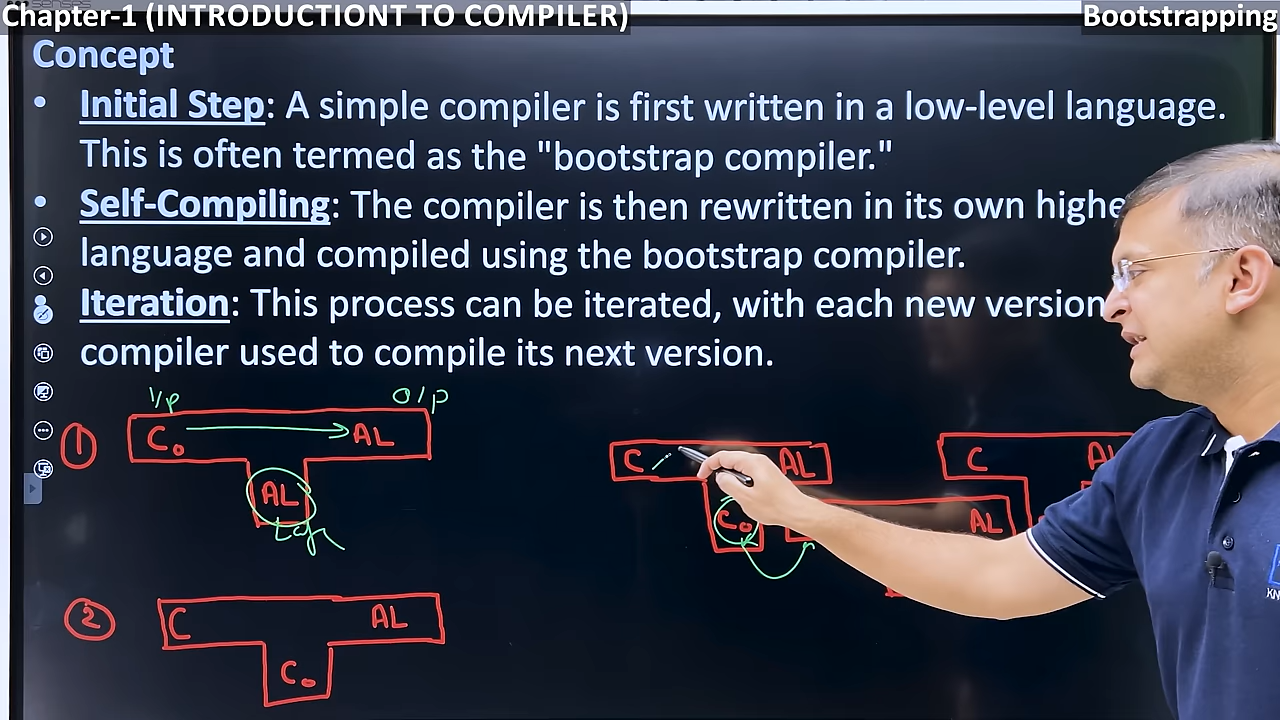 Chapter-1 (INTRODUCTIONT TO COMPILER)
Bootstrapping
Concept
• Initial Step: A simple compiler is first written in a low-level language.
This is often termed as the "bootstrap compiler."
• Self-Compiling: The compiler is then rewritten in its own highe
language and compiled using the bootstrap compiler.
• Iteration: This process can be iterated, with each new version
compiler used to compile its next version.
I/P O/P
1 C₀ AL
AL
C AL
C₀ AL
C AL
2 C AL
C₀
KN